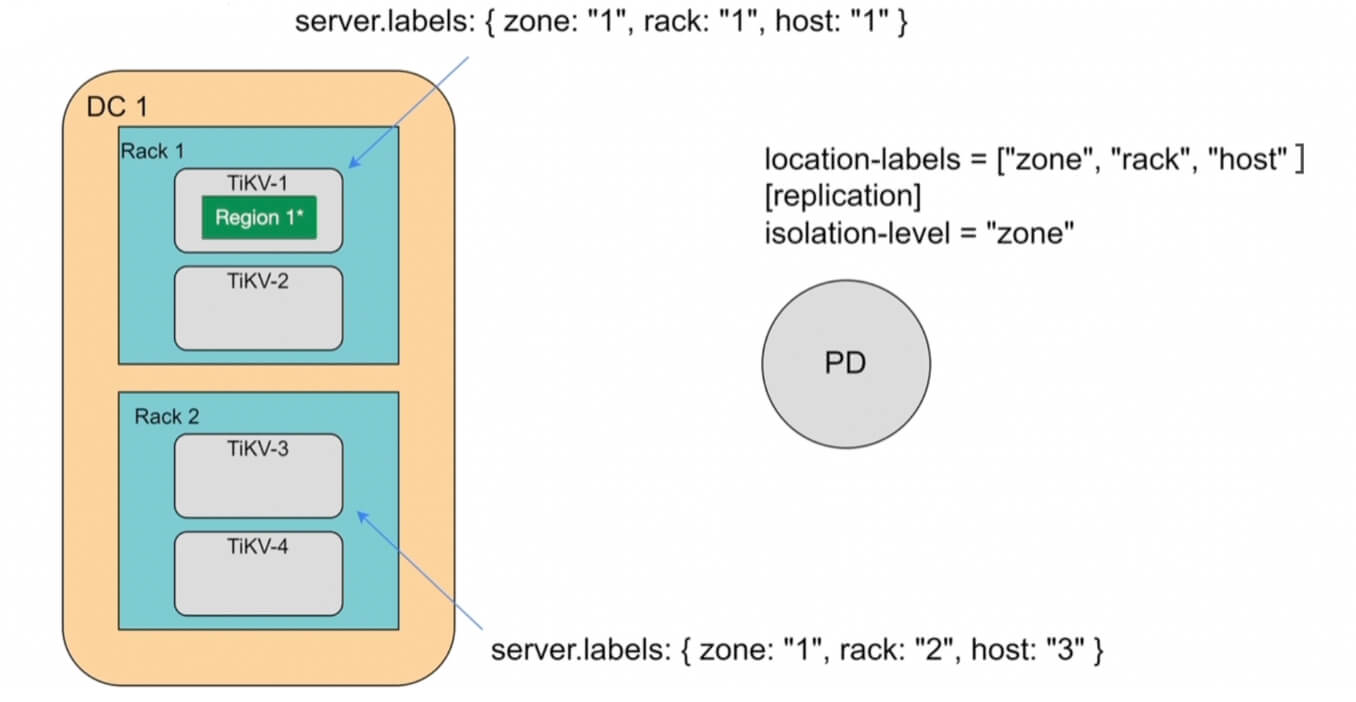 server.labels: { zone: "1", rack: "1", host: "1" }
DC 1
Rack 1
TiKV-1
Region 1*
TiKV-2
Rack 2
TiKV-3
TiKV-4
location-labels = ["zone", "rack", "host" ]
[replication]
isolation-level = "zone"
PD
server.labels: { zone: "1", rack: "2", host: "3" }